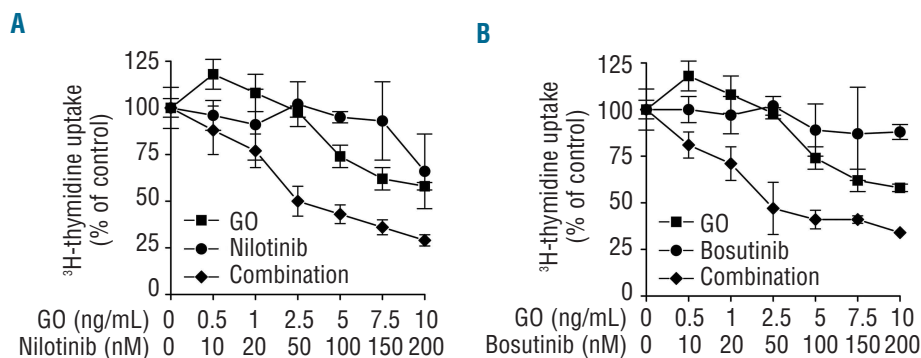 A
³H-thymidine uptake
(% of control)
125
100
75
50
25
0
GO
Nilotinib
Combination
GO (ng/mL) 0 0.5 1 2.5 5 7.5 10
Nilotinib (nM) 0 10 20 50 100 150 200
B
³H-thymidine uptake
(% of control)
125
100
75
50
25
0
GO
Bosutinib
Combination
GO (ng/mL) 0 0.5 1 2.5 5 7.5 10
Bosutinib (nM) 0 10 20 50 100 150 200